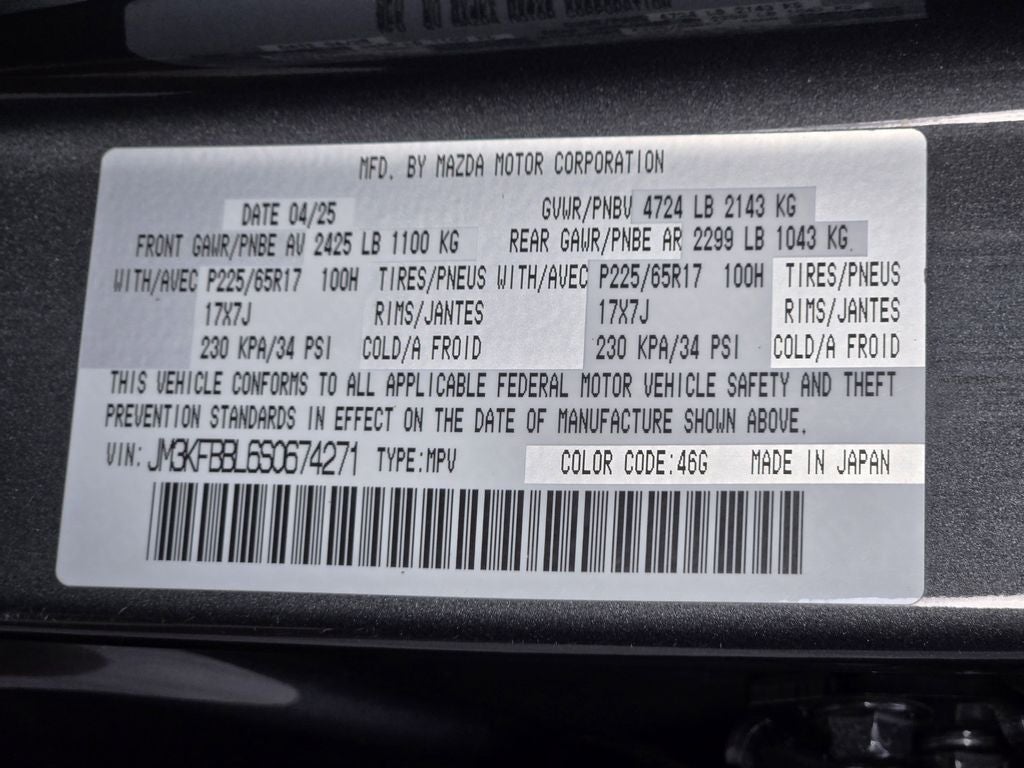 MFD. BY MAZDA MOTOR CORPORATION
DATE 04/25 GVWR/PNBV 4724 LB 2143 KG
FRONT GAWR/PNBE AV 2425 LB 1100 KG REAR GAWR/PNBE AR 2299 LB 1043 KG.
WITH/AVEC P225/65R17 100H TIRES/PNEUS WITH/AVEC P225/65R17 100H TIRES/PNEUS
17X7J RIMS/JANTES 17X7J RIMS/JANTES
230 KPA/34 PSI COLD/A FROID 230 KPA/34 PSI COLD/A FROID
THIS VEHICLE CONFORMS TO ALL APPLICABLE FEDERAL MOTOR VEHICLE SAFETY AND THEFT
PREVENTION STANDARDS IN EFFECT ON THE DATE OF MANUFACTURE SHOWN ABOVE.
VIN: JM3KFBBL6S0674271 TYPE:MPV COLOR CODE:46G MADE IN JAPAN